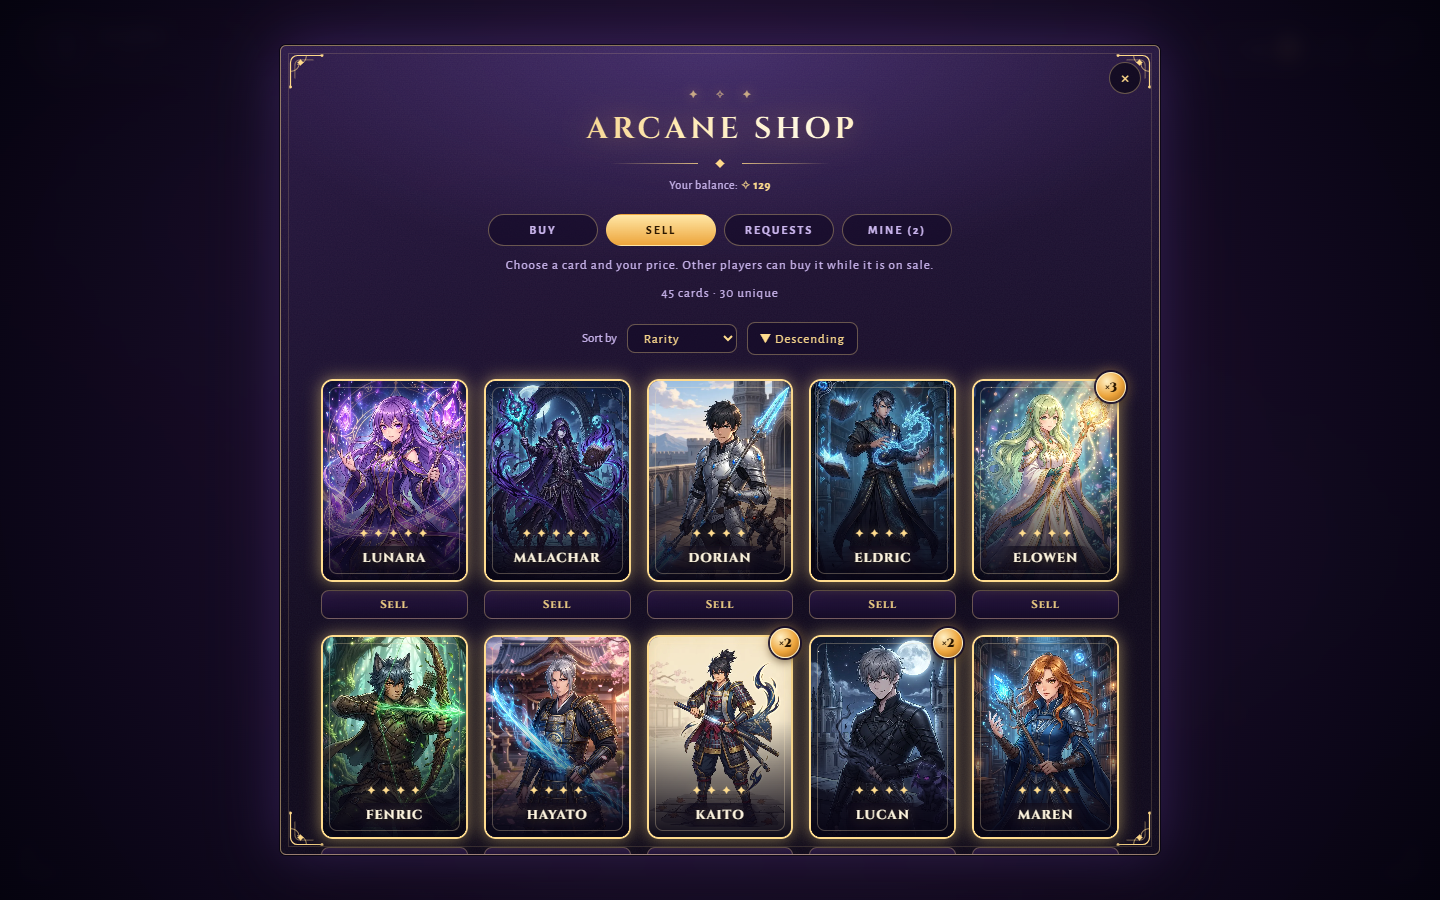 ARCANE SHOP
Your balance: ✧ 129
BUY SELL REQUESTS MINE (2)
Choose a card and your price. Other players can buy it while it is on sale.
45 cards · 30 unique
Sort by Rarity ▼ Descending
×3
LUNARA MALACHAR DORIAN ELDRIC ELOWEN
SELL SELL SELL SELL SELL
×2 ×2
FENRIC HAYATO KAITO LUCAN MAREN